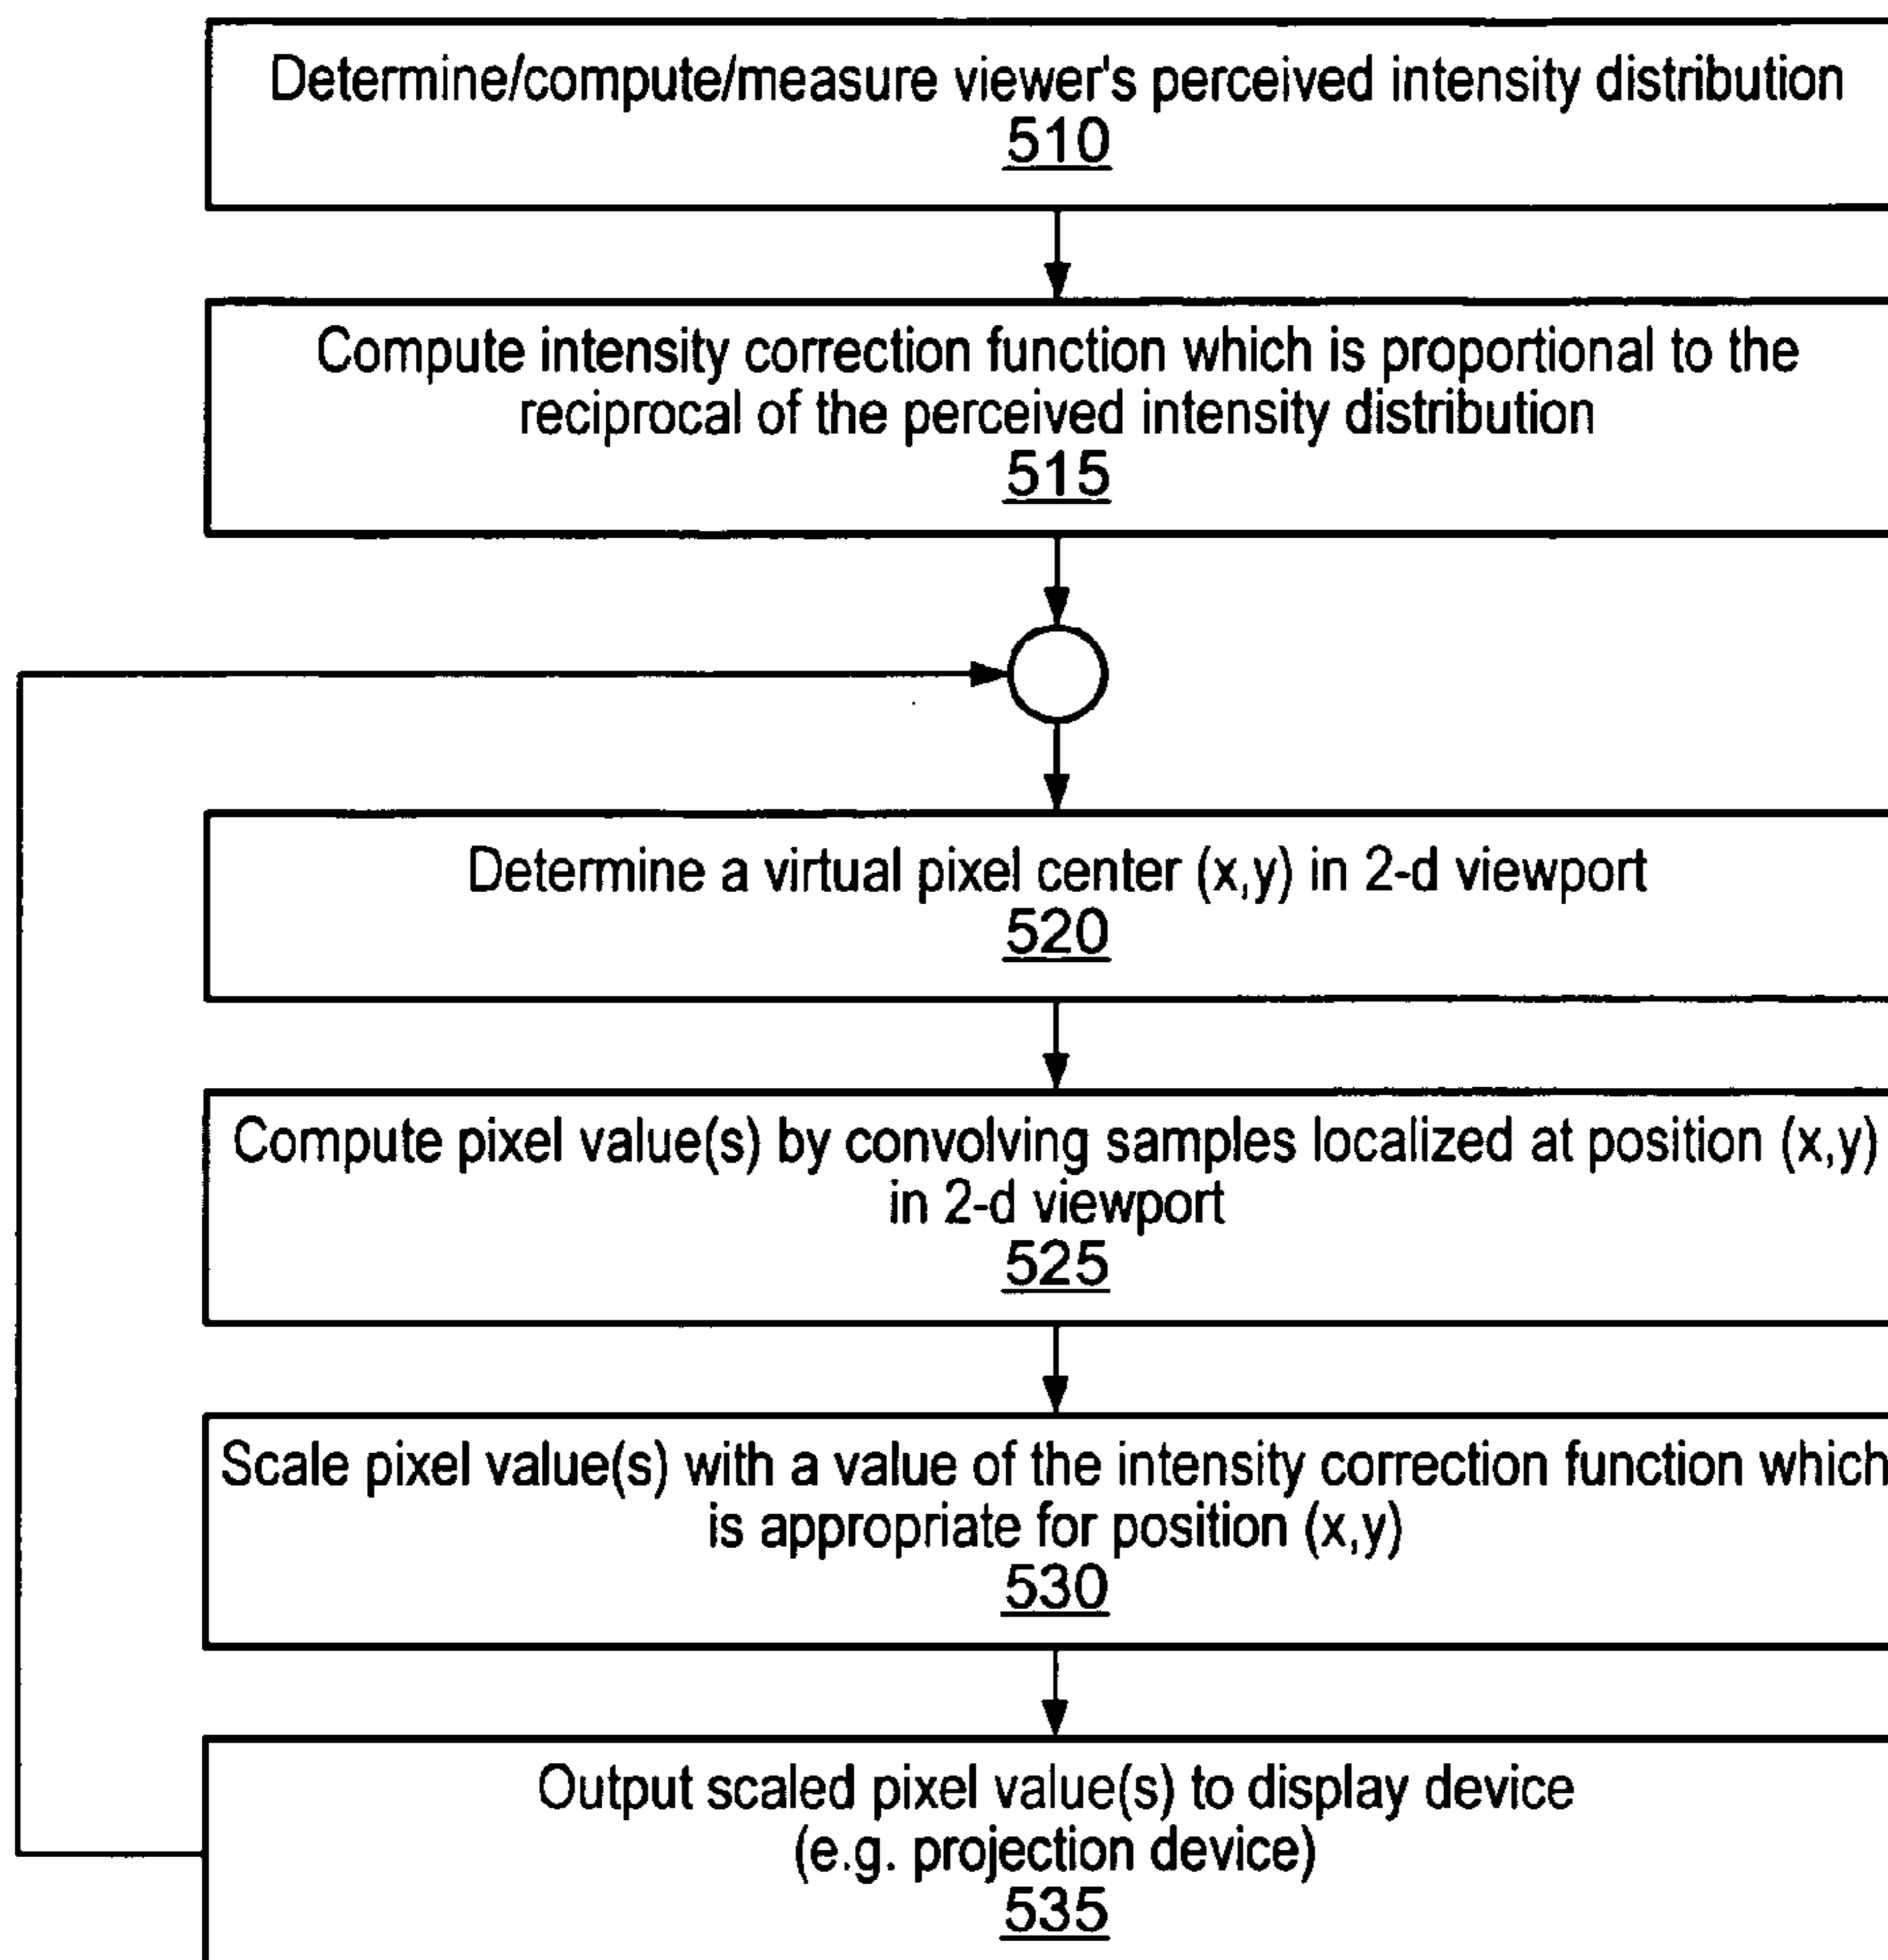 Determine/compute/measure viewer's perceived intensity distribution
510
Compute intensity correction function which is proportional to the
reciprocal of the perceived intensity distribution
515
Determine a virtual pixel center (x,y) in 2-d viewport
520
Compute pixel value(s) by convolving samples localized at position (x,y)
in 2-d viewport
525
Scale pixel value(s) with a value of the intensity correction function which
is appropriate for position (x,y)
530
Output scaled pixel value(s) to display device
(e.g. projection device)
535